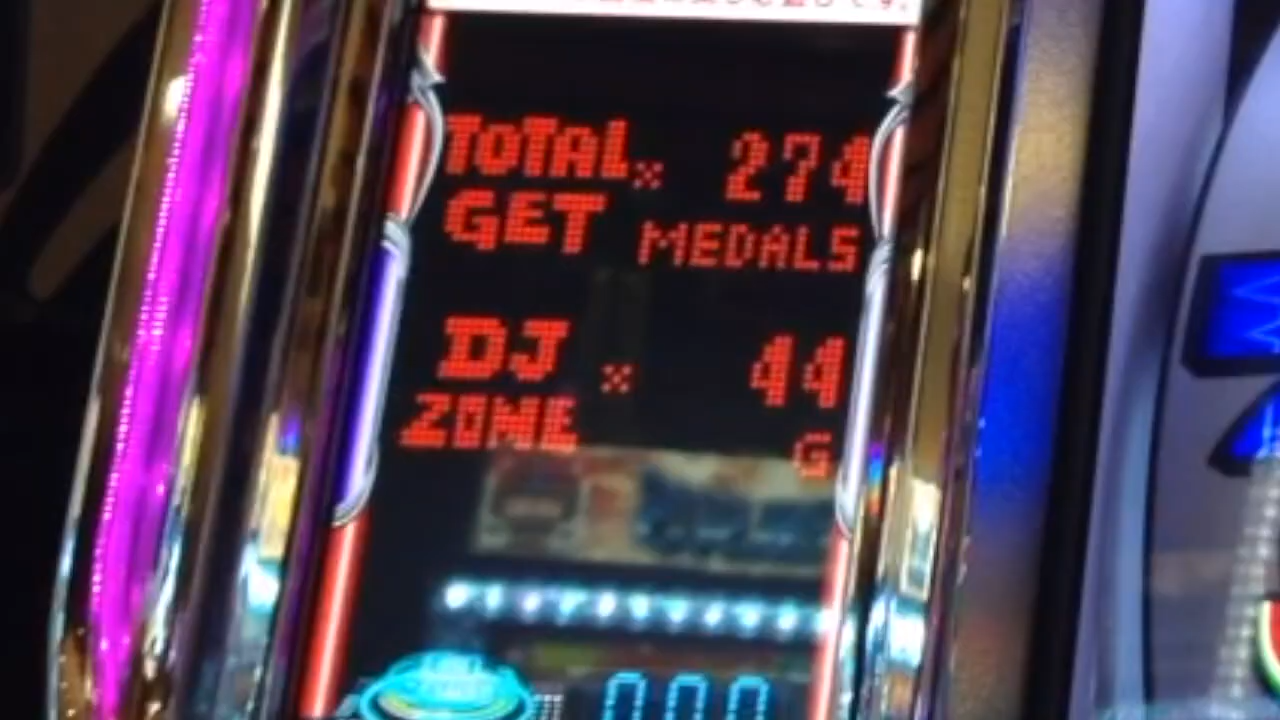 TOTAL × 274
GET MEDALS
DJ × 44
ZONE G
000